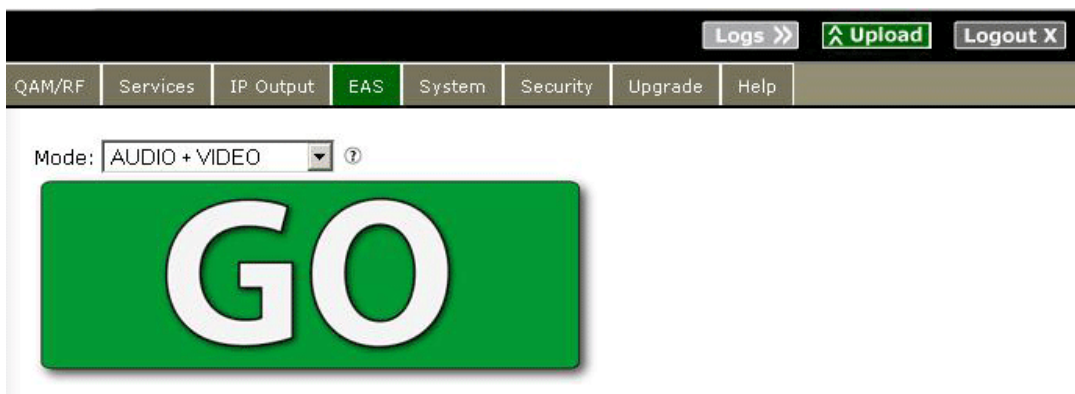 Logs >> Upload Logout X
QAM/RF Services IP Output EAS System Security Upgrade Help
Mode: AUDIO + VIDEO ?
GO